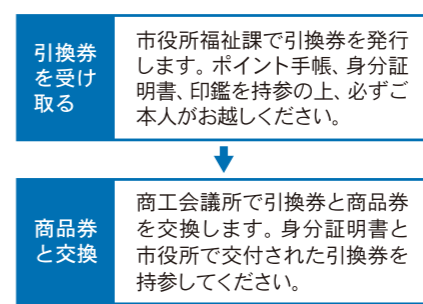 引換券
を受け
取る
市役所福祉課で引換券を発行
します。ポイント手帳、身分証
明書、印鑑を持参の上、必ずご
本人がお越しください。
商品券
と交換
商工会議所で引換券と商品券
を交換します。身分証明書と
市役所で交付された引換券を
持参してください。